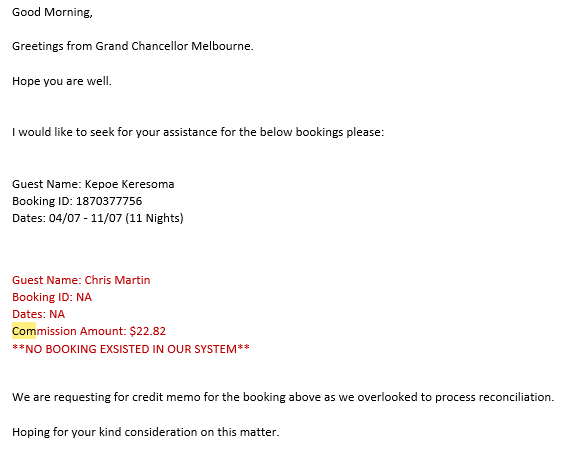 Good Morning,
Greetings from Grand Chancellor Melbourne.
Hope you are well.
I would like to seek for your assistance for the below bookings please:
Guest Name: Kepoe Keresoma
Booking ID: 1870377756
Dates: 04/07 - 11/07 (11 Nights)
Guest Name: Chris Martin
Booking ID: NA
Dates: NA
Commission Amount: $22.82
**NO BOOKING EXSISTED IN OUR SYSTEM**
We are requesting for credit memo for the booking above as we overlooked to process reconciliation.
Hoping for your kind consideration on this matter.